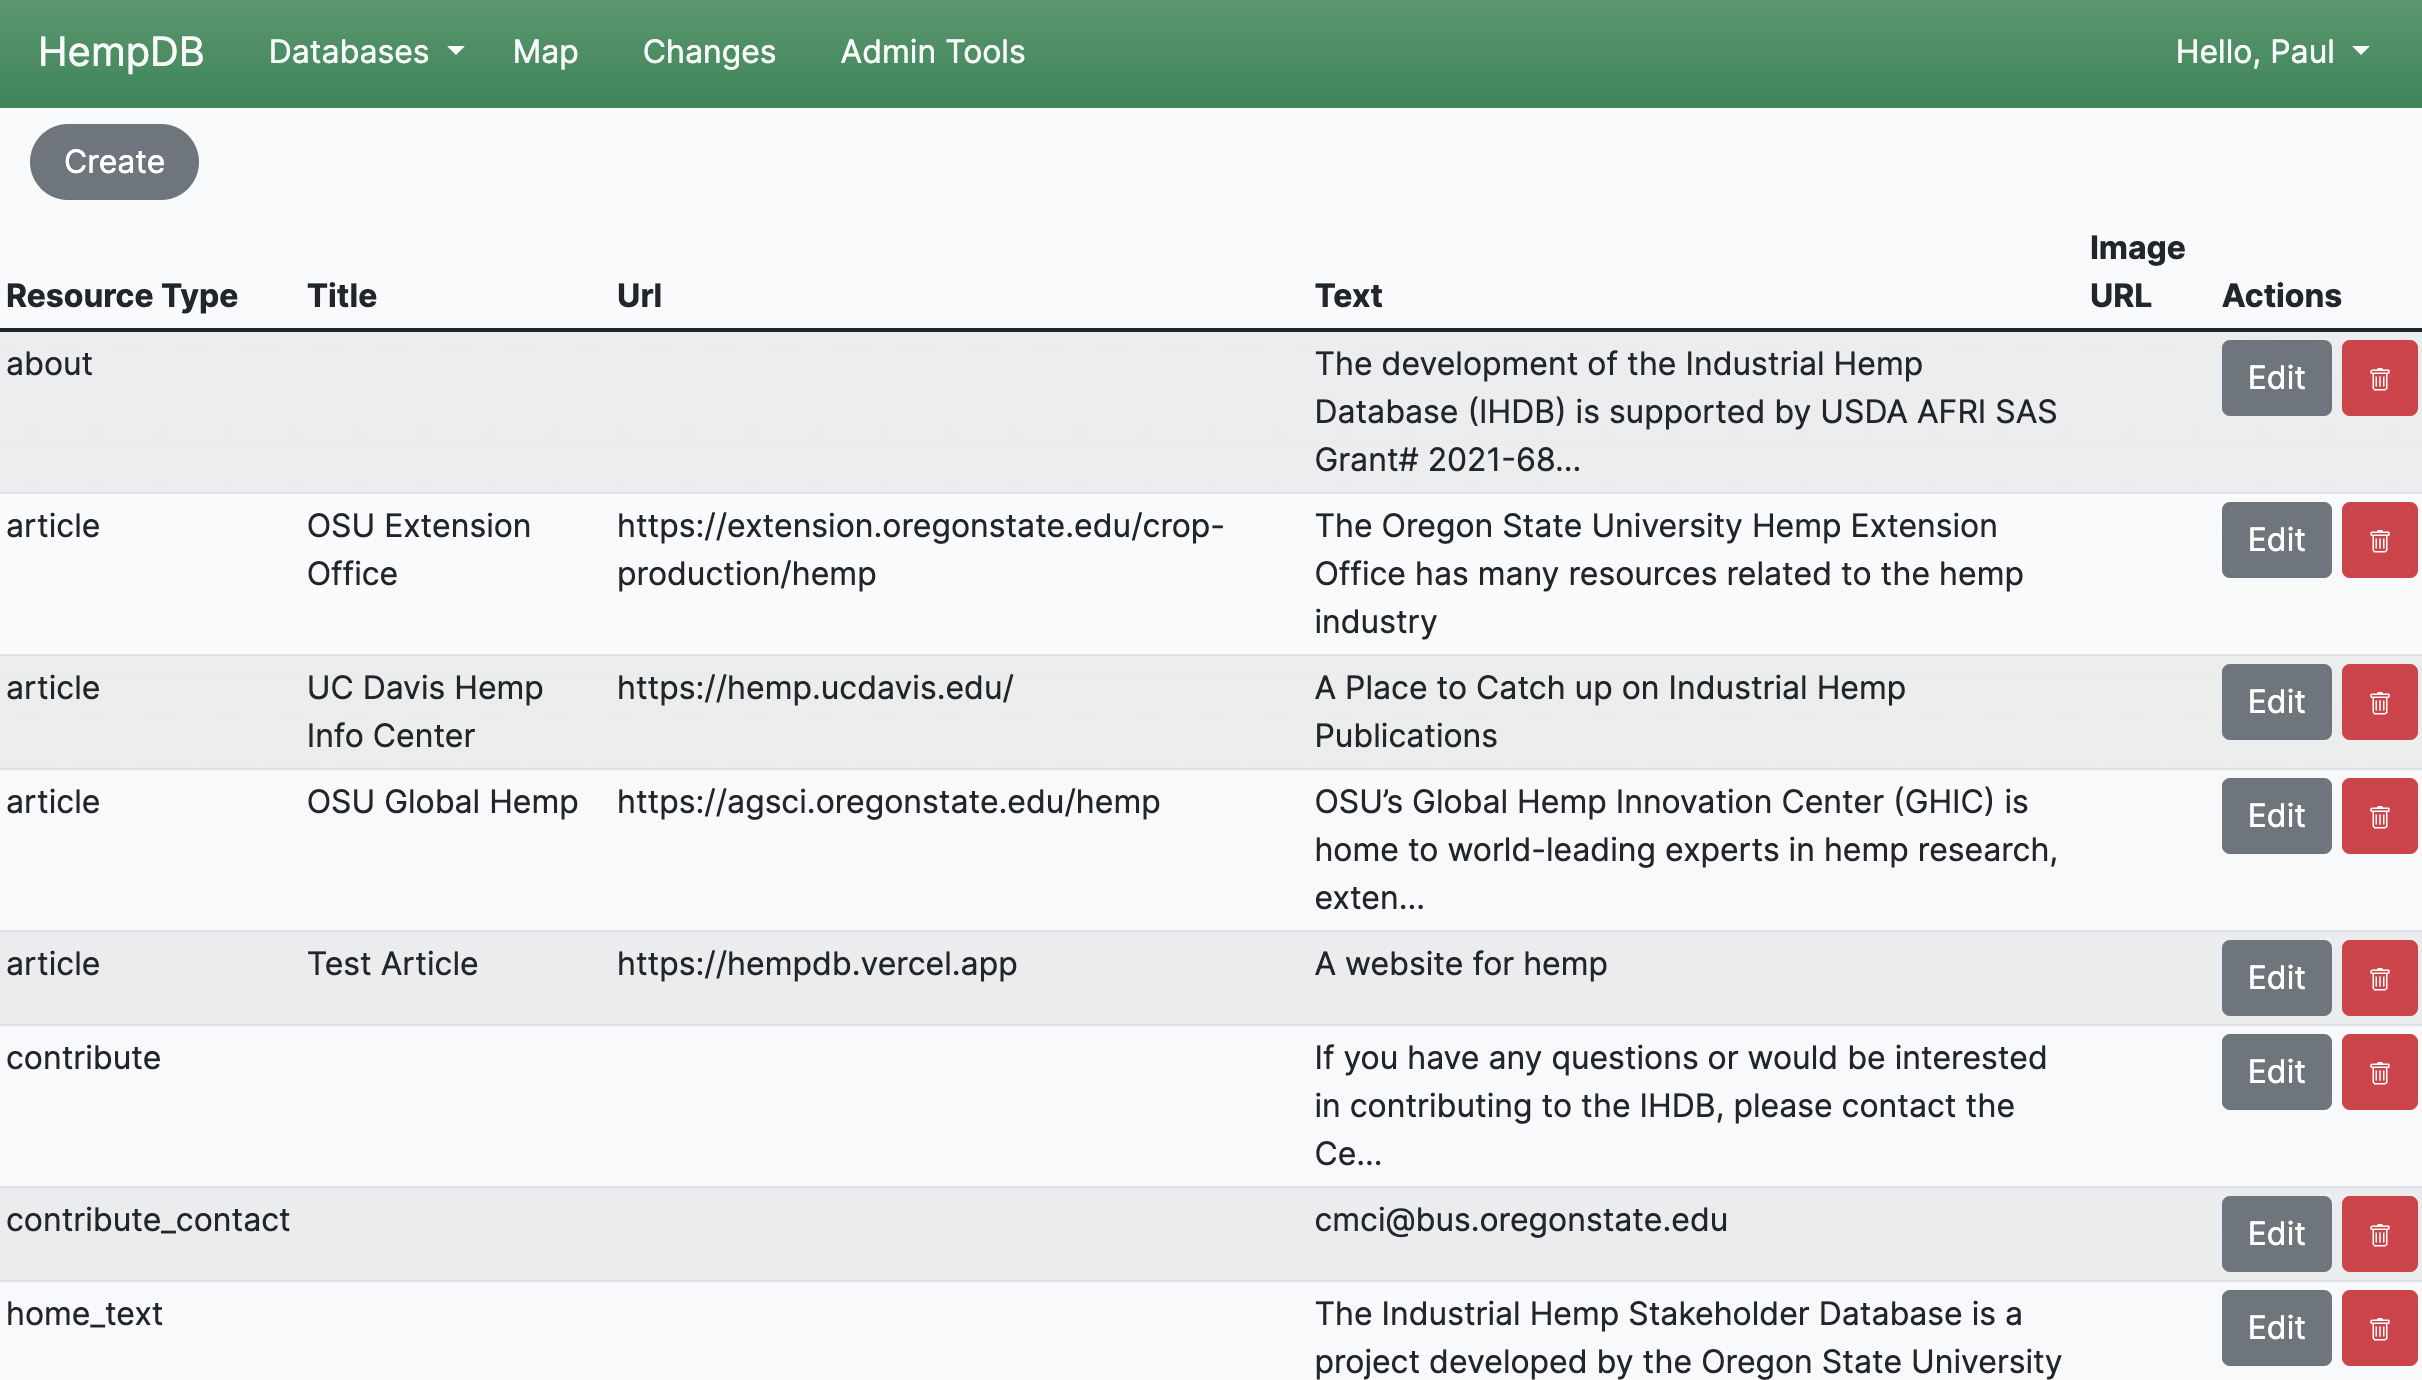 HempDB Databases Map Changes Admin Tools Hello, Paul
Create
Resource Type Title Url Text Image URL Actions
about
The development of the Industrial Hemp
Database (IHDB) is supported by USDA AFRI SAS
Grant# 2021-68...
Edit
article
OSU Extension
Office
https://extension.oregonstate.edu/crop-
production/hemp
The Oregon State University Hemp Extension
Office has many resources related to the hemp
industry
Edit
article
UC Davis Hemp
Info Center
https://hemp.ucdavis.edu/
A Place to Catch up on Industrial Hemp
Publications
Edit
article
OSU Global Hemp
https://agsci.oregonstate.edu/hemp
OSU’s Global Hemp Innovation Center (GHIC) is
home to world-leading experts in hemp research,
exten...
Edit
article
Test Article
https://hempdb.vercel.app
A website for hemp
Edit
contribute
If you have any questions or would be interested
in contributing to the IHDB, please contact the
Ce...
Edit
contribute_contact
cmci@bus.oregonstate.edu
Edit
home_text
The Industrial Hemp Stakeholder Database is a
project developed by the Oregon State University
Edit